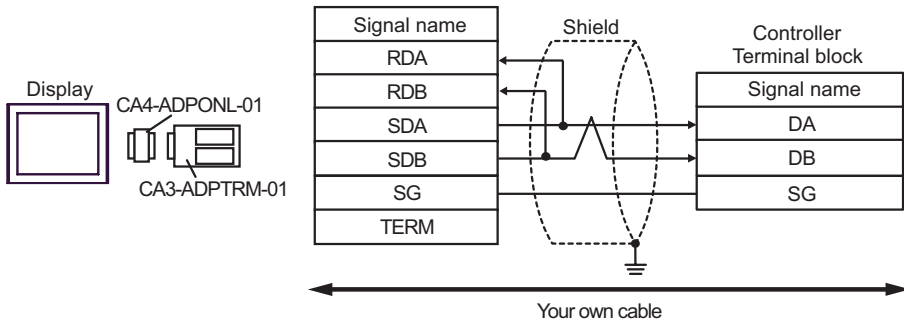 Display
CA4-ADPONL-01
CA3-ADPTRM-01
Signal name
RDA
RDB
SDA
SDB
SG
TERM
Shield
Controller
Terminal block
Signal name
DA
DB
SG
Your own cable